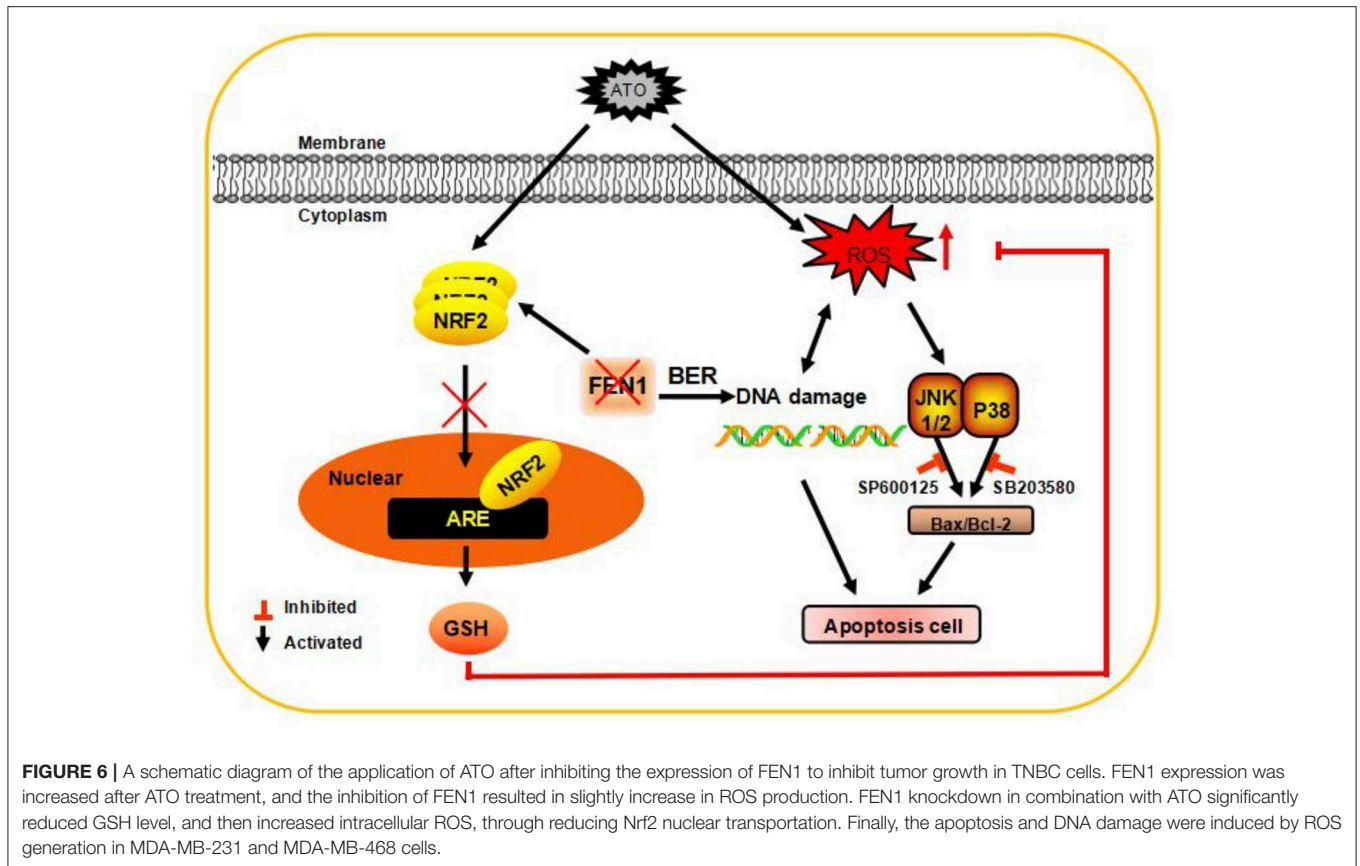 ATO
Membrane
Cytoplasm
ROS
NRF2
NRF2
NRF2
FEN1
BER
DNA damage
JNK
1/2
P38
Nuclear
NRF2
ARE
SP600125
SB203580
Bax/Bcl-2
Inhibited
Activated
GSH
Apoptosis cell
FIGURE 6 | A schematic diagram of the application of ATO after inhibiting the expression of FEN1 to inhibit tumor growth in TNBC cells. FEN1 expression was
increased after ATO treatment, and the inhibition of FEN1 resulted in slightly increase in ROS production. FEN1 knockdown in combination with ATO significantly
reduced GSH level, and then increased intracellular ROS, through reducing Nrf2 nuclear transportation. Finally, the apoptosis and DNA damage were induced by ROS
generation in MDA-MB-231 and MDA-MB-468 cells.